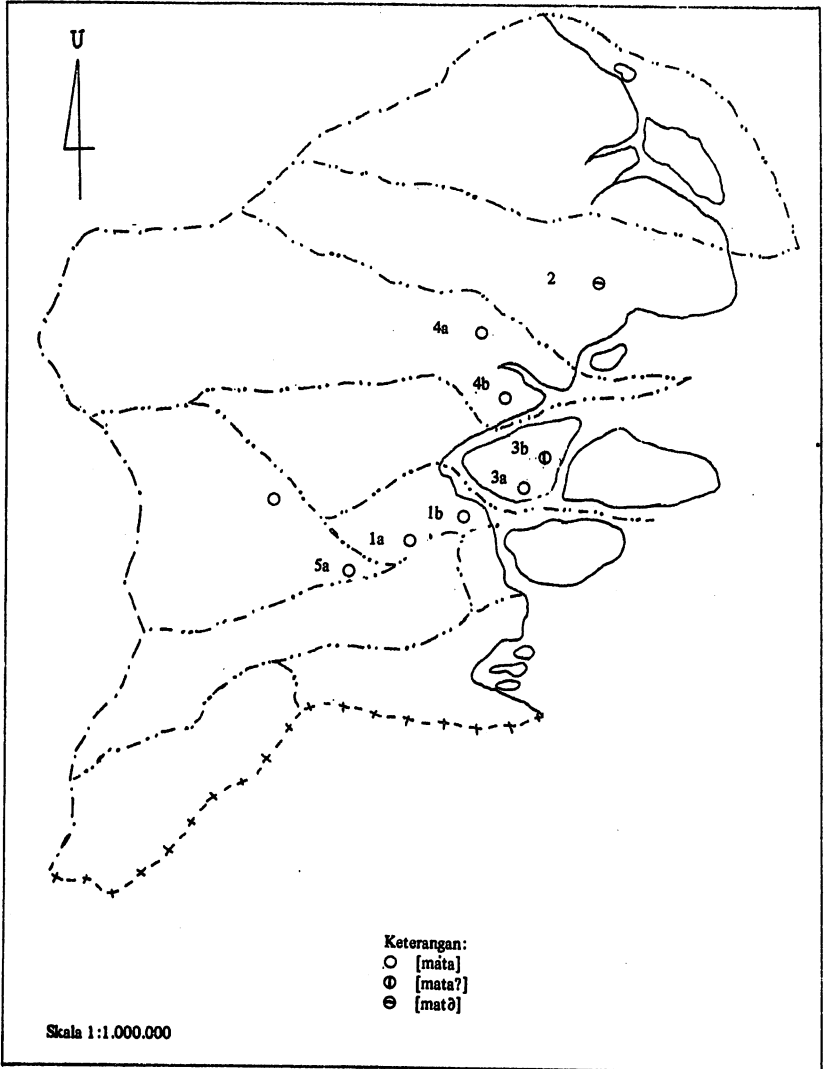 U
2
4a
4b
3b
3a
1b
1a
5a
Keterangan:
[mata]
[mata?]
[matə]
Skala 1:1.000.000